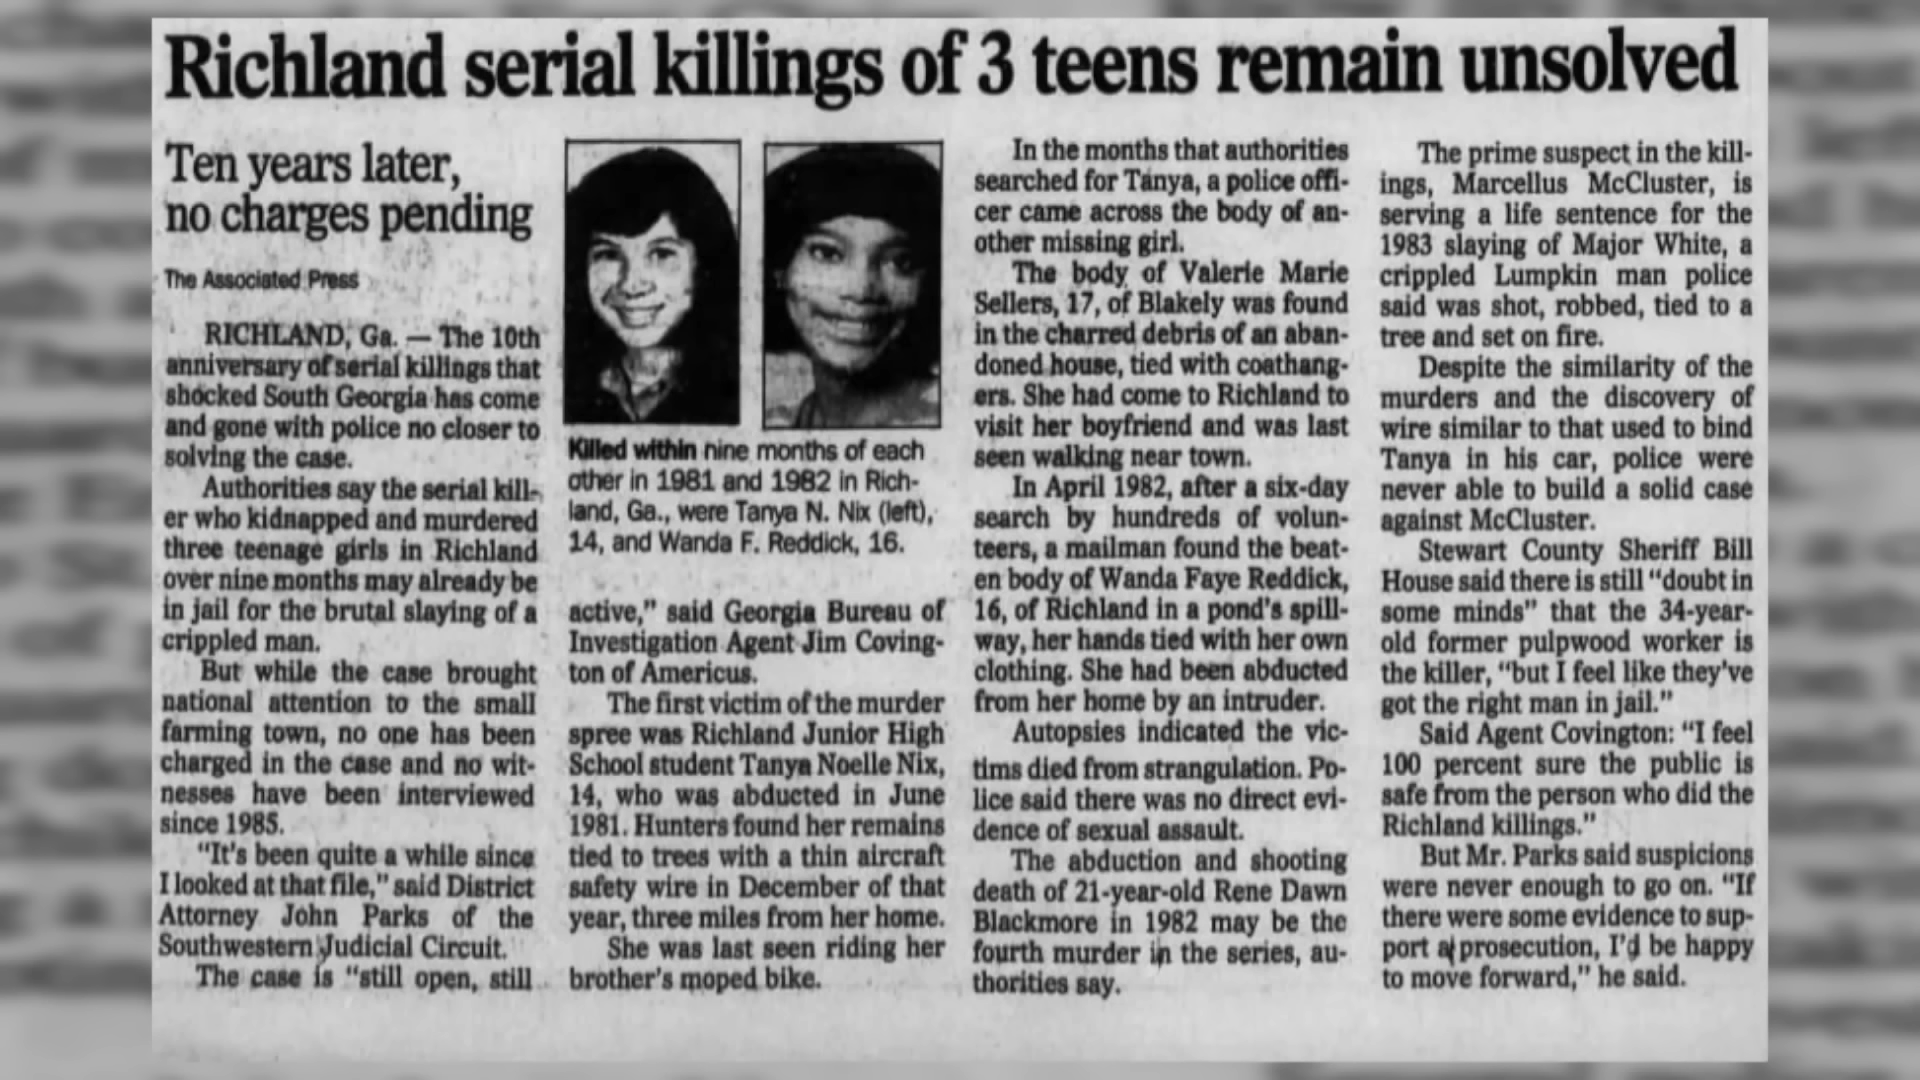 Richland serial killings of 3 teens remain unsolved
Ten years later,
no charges pending
The Associated Press
RICHLAND, Ga. — The 10th
anniversary of serial killings that
shocked South Georgia has come
and gone with police no closer to
solving the case.
Authorities say the serial kill-
er who kidnapped and murdered
three teenage girls in Richland
over nine months may already be
in jail for the brutal slaying of a
crippled man.
But while the case brought
national attention to the small
farming town, no one has been
charged in the case and no wit-
nesses have been interviewed
since 1985.
"It's been quite a while since
I looked at that file," said District
Attorney John Parks of the
Southwestern Judicial Circuit.
The case is "still open, still
Killed within nine months of each
other in 1981 and 1982 in Rich-
land, Ga., were Tanya N. Nix (left),
14, and Wanda F. Reddick, 16.
active," said Georgia Bureau of
Investigation Agent Jim Coving-
ton of Americus.
The first victim of the murder
spree was Richland Junior High
School student Tanya Noelle Nix,
14, who was abducted in June
1981. Hunters found her remains
tied to trees with a thin aircraft
safety wire in December of that
year, three miles from her home.
She was last seen riding her
brother's moped bike.
In the months that authorities
searched for Tanya, a police offi-
cer came across the body of an-
other missing girl.
The body of Valerie Marie
Sellers, 17, of Blakely was found
in the charred debris of an aban-
doned house, tied with coathang-
ers. She had come to Richland to
visit her boyfriend and was last
seen walking near town.
In April 1982, after a six-day
search by hundreds of volun-
teers, a mailman found the beat-
en body of Wanda Faye Reddick,
16, of Richland in a pond's spill-
way, her hands tied with her own
clothing. She had been abducted
from her home by an intruder.
Autopsies indicated the vic-
tims died from strangulation. Po-
lice said there was no direct evi-
dence of sexual assault.
The abduction and shooting
death of 21-year-old Rene Dawn
Blackmore in 1982 may be the
fourth murder in the series, au-
thorities say.
The prime suspect in the kill-
ings, Marcellus McCluster, is
serving a life sentence for the
1983 slaying of Major White, a
crippled Lumpkin man police
said was shot, robbed, tied to a
tree and set on fire.
Despite the similarity of the
murders and the discovery of
wire similar to that used to bind
Tanya in his car, police were
never able to build a solid case
against McCluster.
Stewart County Sheriff Bill
House said there is still "doubt in
some minds" that the 34-year-
old former pulpwood worker is
the killer, "but I feel like they've
got the right man in jail."
Said Agent Covington: "I feel
100 percent sure the public is
safe from the person who did the
Richland killings."
But Mr. Parks said suspicions
were never enough to go on. "If
there were some evidence to sup-
port a prosecution, I'd be happy
to move forward," he said.